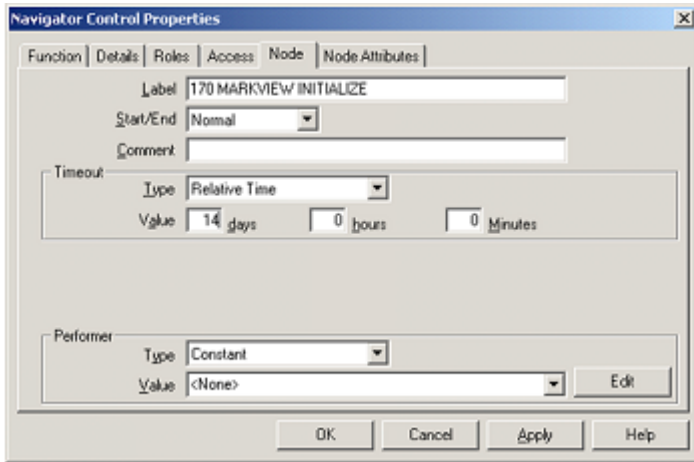 Navigator Control Properties
Function Details Roles Access Node Node Attributes
Label 170 MARKVIEW INITIALIZE
Start/End Normal
Comment
Timeout
Type Relative Time
Value 14 days 0 hours 0 Minutes
Performer
Type Constant
Value <None> Edit
OK Cancel Apply Help